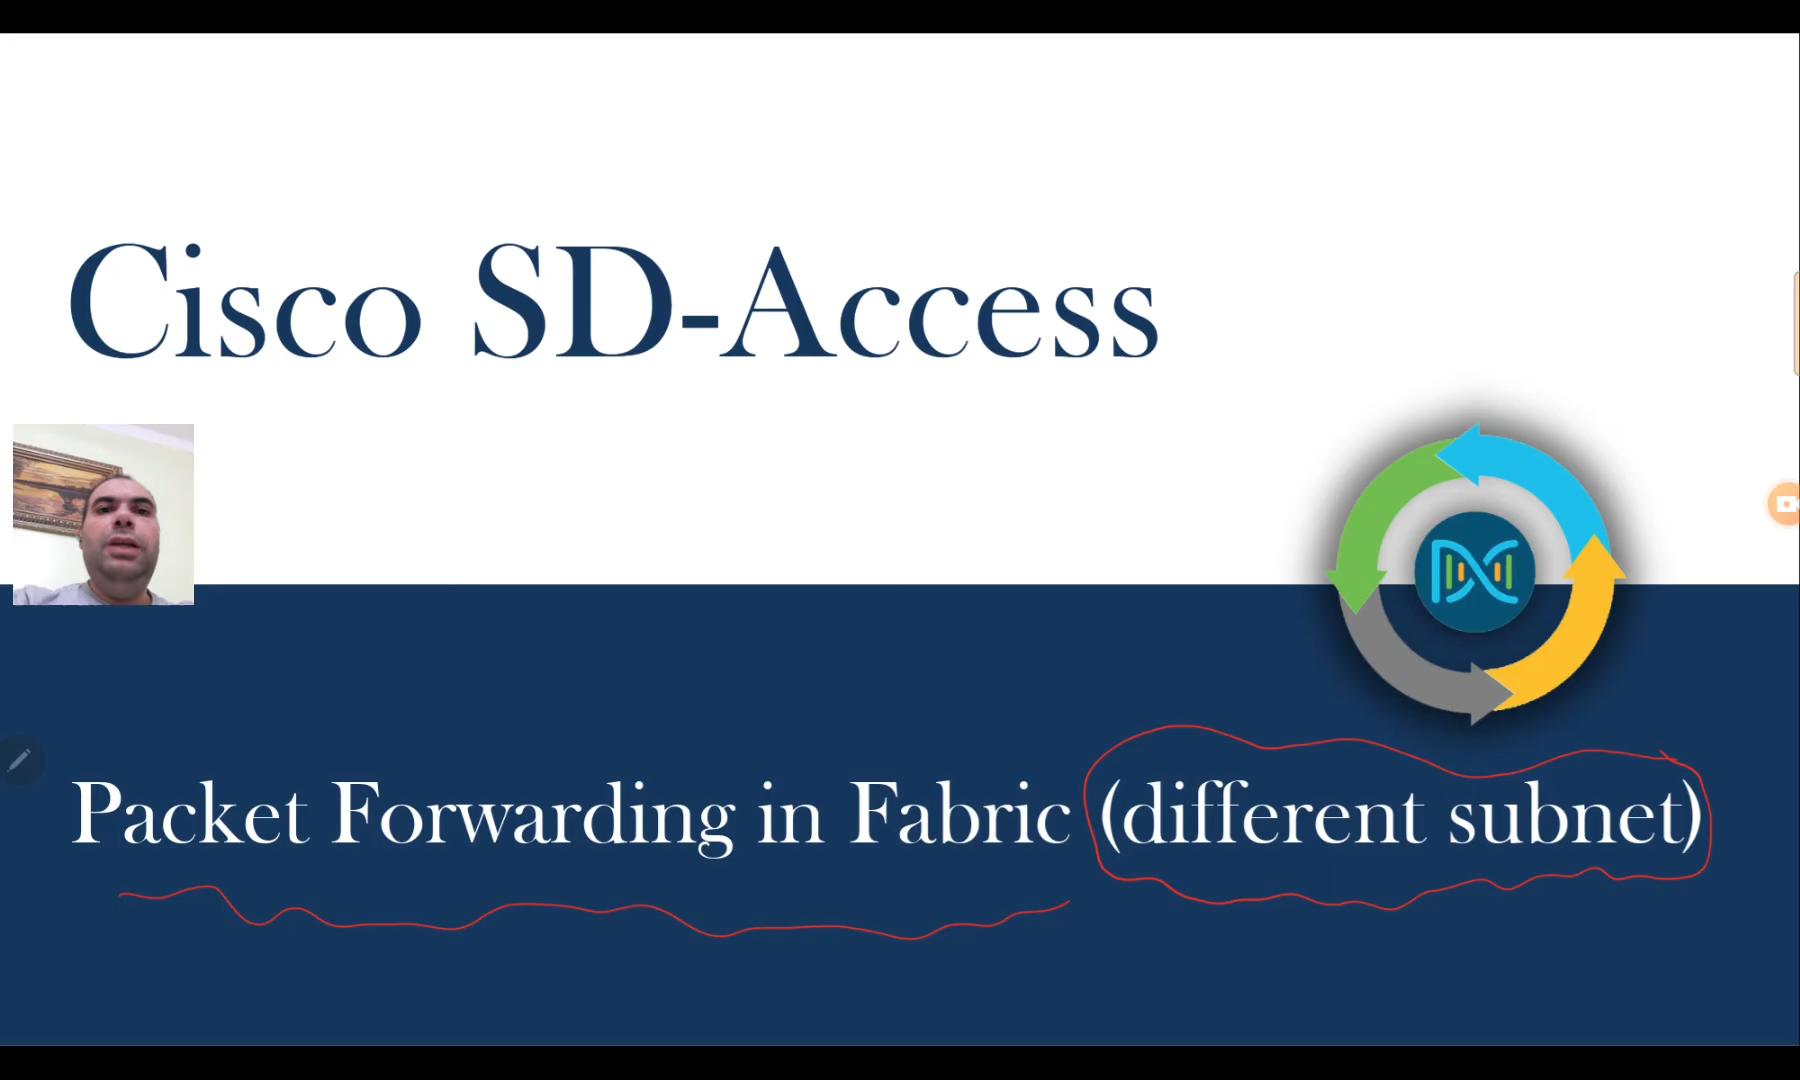 Cisco SD-Access
Packet Forwarding in Fabric (different subnet)